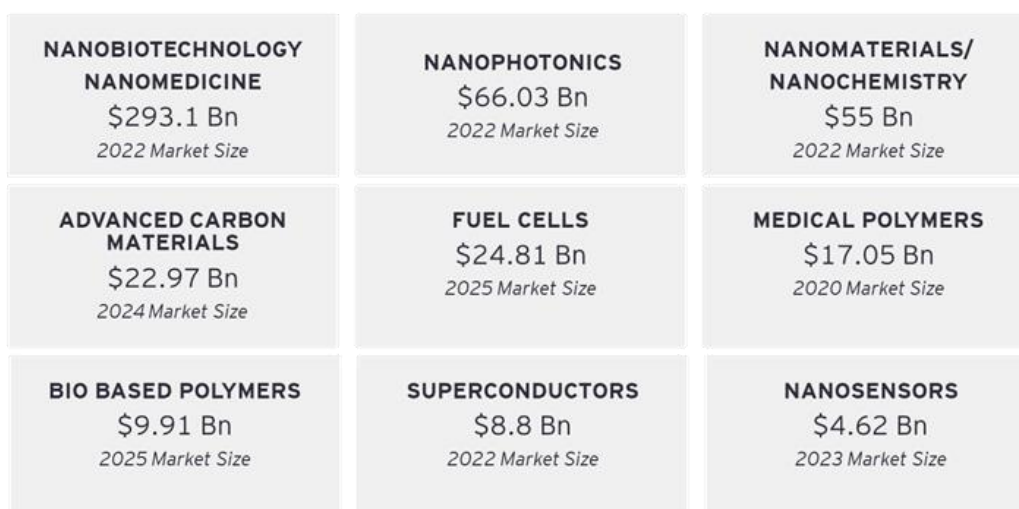 NANOBIOTECHNOLOGY
NANOMEDICINE
$293.1 Bn
2022 Market Size
NANOPHOTONICS
$66.03 Bn
2022 Market Size
NANOMATERIALS/
NANOCHEMISTRY
$55 Bn
2022 Market Size
ADVANCED CARBON
MATERIALS
$22.97 Bn
2024 Market Size
FUEL CELLS
$24.81 Bn
2025 Market Size
MEDICAL POLYMERS
$17.05 Bn
2020 Market Size
BIO BASED POLYMERS
$9.91 Bn
2025 Market Size
SUPERCONDUCTORS
$8.8 Bn
2022 Market Size
NANOSENSORS
$4.62 Bn
2023 Market Size